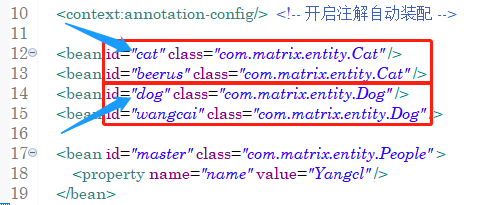 10 <context:annotation-config/> <!-- 开启注解自动装配 -->
11
12 <bean id="cat" class="com.matrix.entity.Cat" />
13 <bean id="beerus" class="com.matrix.entity.Cat" />
14 <bean id="dog" class="com.matrix.entity.Dog" />
15 <bean id="wangcai" class="com.matrix.entity.Dog" />
16
17 <bean id="master" class="com.matrix.entity.People" >
18 <property name="name" value="Yangcl" />
19 </bean>